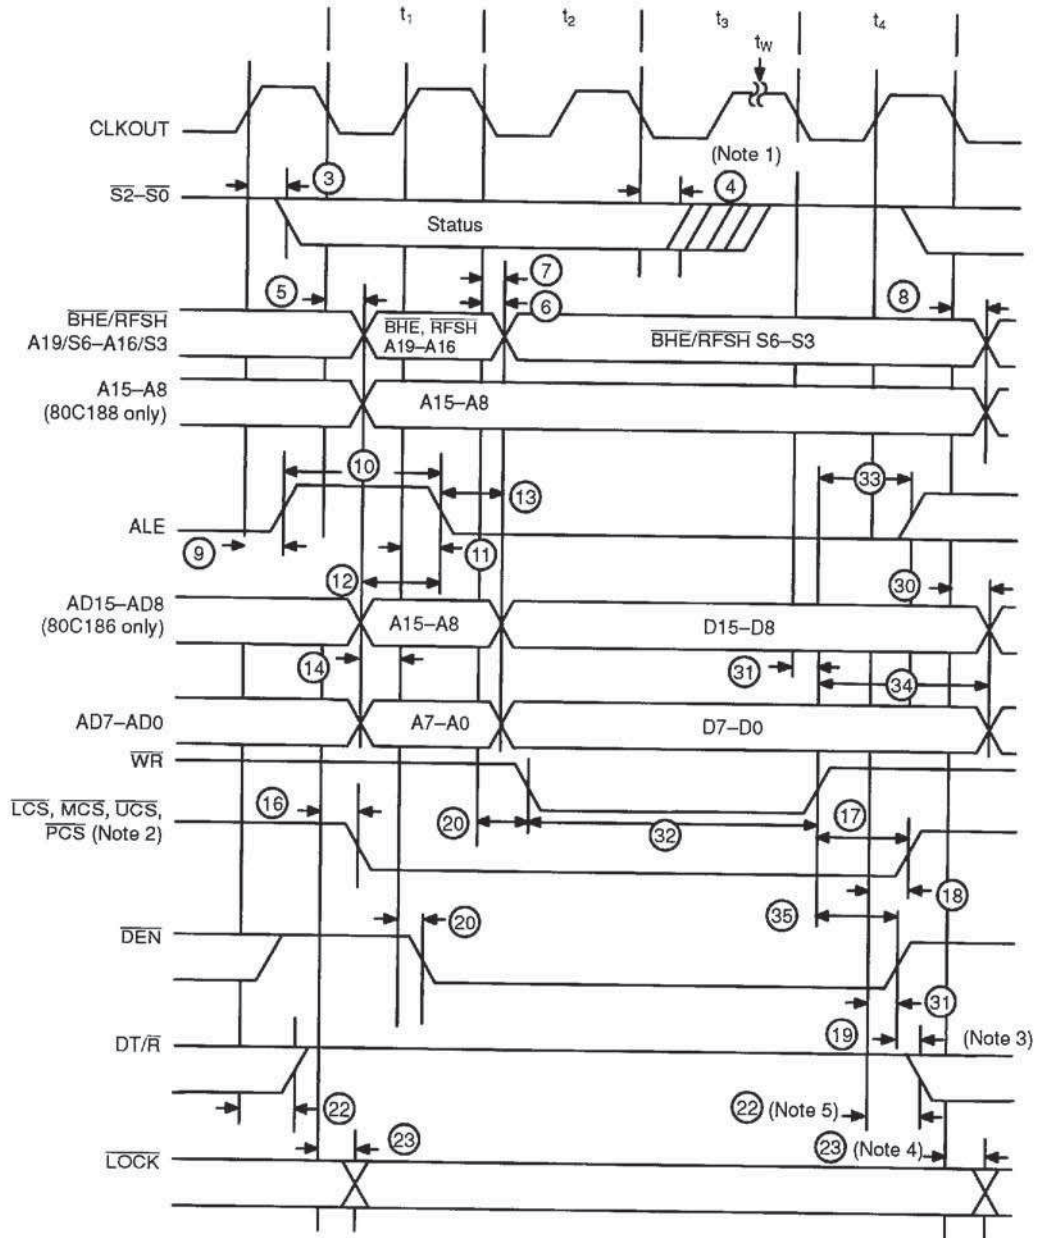 t1 t2 t3 t4
tW
CLKOUT
(Note 1)
3 4
S2–S0
Status
7
5 6 8
BHE/RFSH
A19/S6–A16/S3
BHE, RFSH
A19–A16
BHE/RFSH S6–S3
A15–A8
(80C188 only)
A15–A8
10 33
13
ALE
9 11
12 30
AD15–AD8
(80C186 only)
A15–A8
D15–D8
14 31 34
AD7–AD0
A7–A0
D7–D0
WR
16 20 32 17
LCS, MCS, UCS,
PCS (Note 2)
18
20 35
DEN
31
19 (Note 3)
DT/R
22 22 (Note 5)
23 23 (Note 4)
LOCK